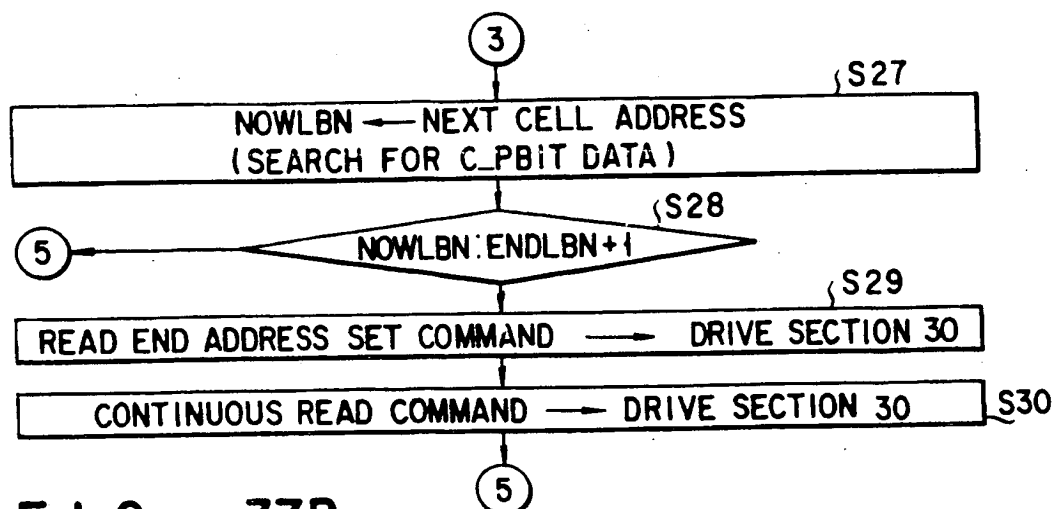 3
S27
NOWLBN ← NEXT CELL ADDRESS
(SEARCH FOR C_PBIT DATA)
S28
5
NOWLBN:ENDLBN+1
S29
READ END ADDRESS SET COMMAND → DRIVE SECTION 30
CONTINUOUS READ COMMAND → DRIVE SECTION 30
S30
5